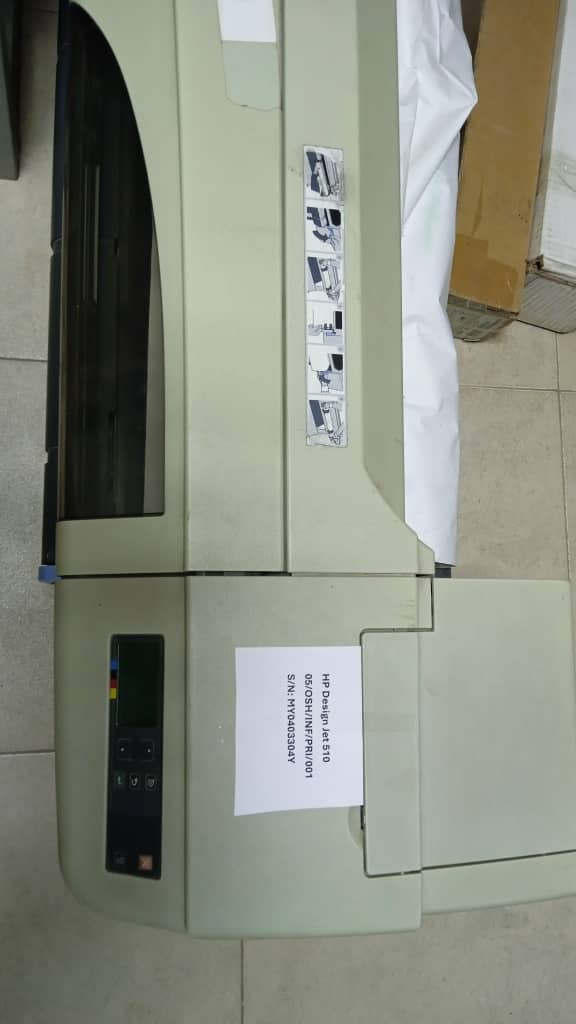 HP Design Jet 510
05/OSH/INF/PRI/001
S/N: MY0403304Y